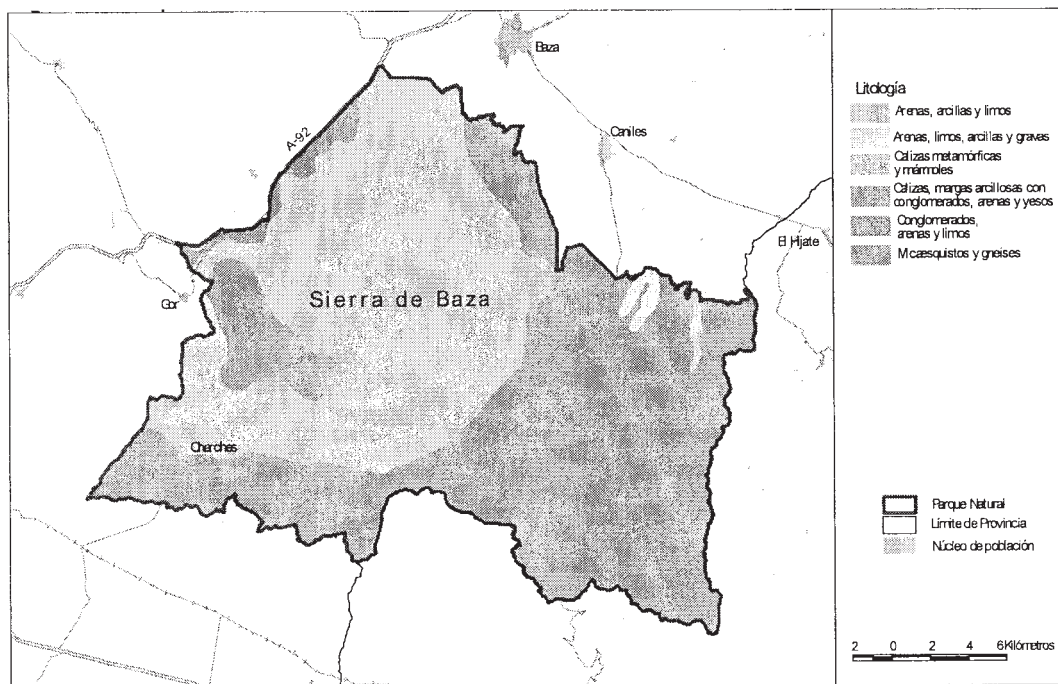 Baza
A-92
Caniles
El Hijate
Gor
Sierra de Baza
Charches
Litología
Arenas, arcillas y limos
Arenas, limos, arcillas y gravas
Calizas metamórficas
y mármoles
Calizas, margas arcillosas con
conglomerados, arenas y yesos
Conglomerados,
arenas y limos
Micaesquistos y gneises
Parque Natural
Límite de Provincia
Núcleo de población
2 0 2 4 6 Kilómetros